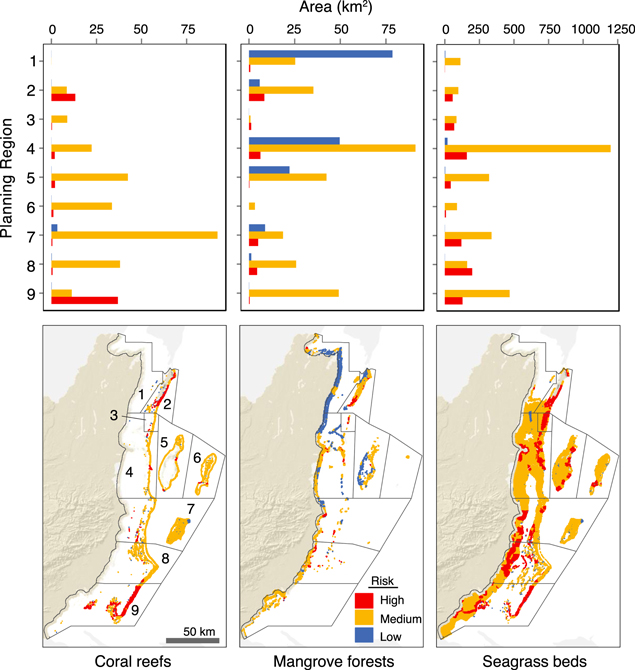 Area (km²)
0 25 50 75
0 25 50 75
0 250 500 750 1000 1250
Planning Region
1
2
3
4
5
6
7
8
9
1
2
3
4
5
6
7
8
9
50 km
Risk
High
Medium
Low
Coral reefs
Mangrove forests
Seagrass beds